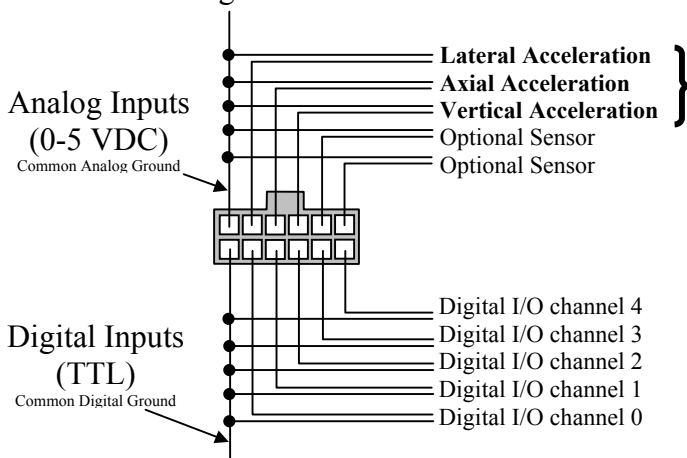 Lateral Acceleration
Axial Acceleration
Vertical Acceleration
Optional Sensor
Optional Sensor
Analog Inputs
(0-5 VDC)
Common Analog Ground
Digital I/O channel 4
Digital I/O channel 3
Digital I/O channel 2
Digital I/O channel 1
Digital I/O channel 0
Digital Inputs
(TTL)
Common Digital Ground